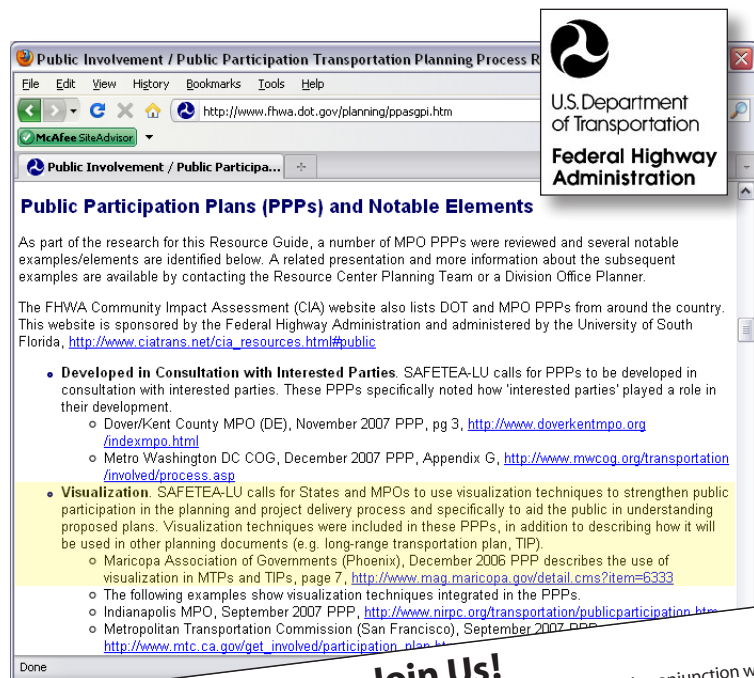 Public Involvement / Public Participation Transportation Planning Process R
U.S. Department
of Transportation
Federal Highway
Administration
File Edit View History Bookmarks Tools Help
http://www.fhwa.dot.gov/planning/ppasgpi.htm
McAfee SiteAdvisor
Public Involvement / Public Participa...
Public Participation Plans (PPPs) and Notable Elements
As part of the research for this Resource Guide, a number of MPO PPPs were reviewed and several notable
examples/elements are identified below. A related presentation and more information about the subsequent
examples are available by contacting the Resource Center Planning Team or a Division Office Planner.
The FHWA Community Impact Assessment (CIA) website also lists DOT and MPO PPPs from around the country.
This website is sponsored by the Federal Highway Administration and administered by the University of South
Florida, http://www.ciatrans.net/cia_resources.html#public
• Developed in Consultation with Interested Parties. SAFETEA-LU calls for PPPs to be developed in
consultation with interested parties. These PPPs specifically noted how 'interested parties' played a role in
their development.
○ Dover/Kent County MPO (DE), November 2007 PPP, pg 3, http://www.doverkentmpo.org
/indexmpo.html
○ Metro Washington DC COG, December 2007 PPP, Appendix G, http://www.mwcog.org/transportation
/involved/process.asp
• Visualization. SAFETEA-LU calls for States and MPOs to use visualization techniques to strengthen public
participation in the planning and project delivery process and specifically to aid the public in understanding
proposed plans. Visualization techniques were included in these PPPs, in addition to describing how it will
be used in other planning documents (e.g. long-range transportation plan, TIP).
○ Maricopa Association of Governments (Phoenix), December 2006 PPP describes the use of
visualization in MTPs and TIPs, page 7, http://www.mag.maricopa.gov/detail.cms?item=6333
○ The following examples show visualization techniques integrated in the PPPs.
○ Indianapolis MPO, September 2007 PPP, http://www.nirpc.org/transportation/publicparticipation.htm
○ Metropolitan Transportation Commission (San Francisco), September 2007 PPP
http://www.mtc.ca.gov/get_involved/participation_plan.h
Done
Join Us!
conjunction w